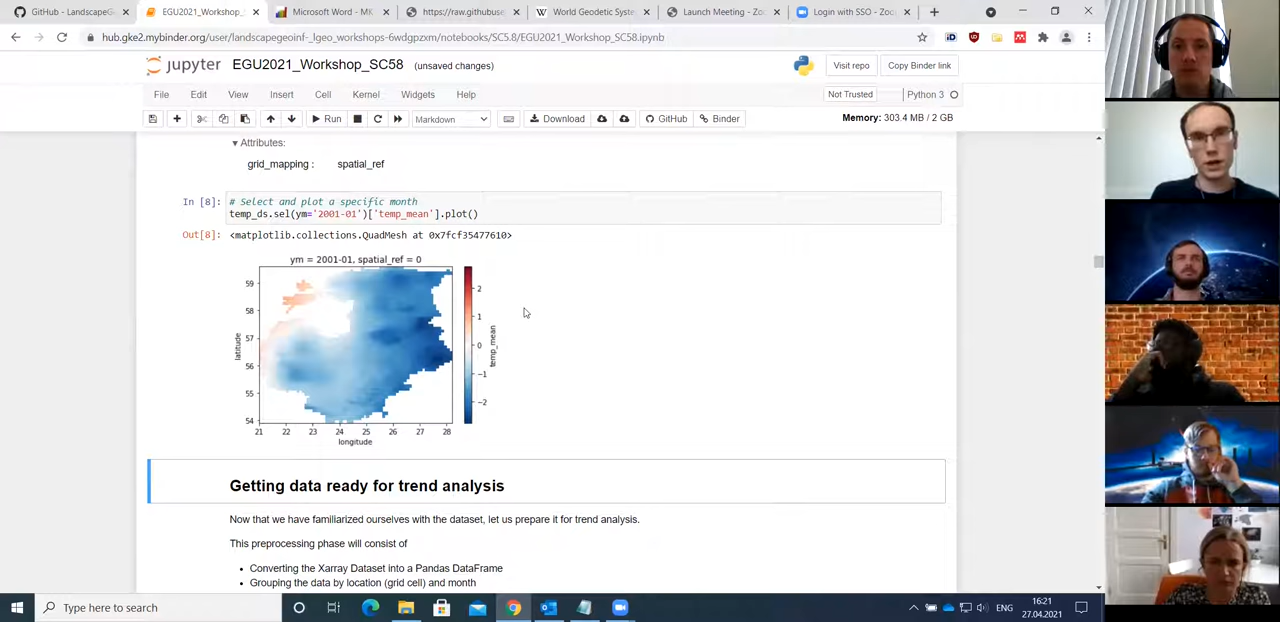 GitHub - LandscapeG
EGU2021_Workshop_
Microsoft Word - MK
https://raw.githubuse
World Geodetic Syste
Launch Meeting - Zoo
Login with SSO - Zoo
hub.gke2.mybinder.org/user/landscapegeoinf-_lgeo_workshops-6wdgpzxm/notebooks/SC5.8/EGU2021_Workshop_SC58.ipynb
jupyter EGU2021_Workshop_SC58 (unsaved changes)
Visit repo
Copy Binder link
File Edit View Insert Cell Kernel Widgets Help
Not Trusted
Python 3
Run
Markdown
Download
GitHub
Binder
Memory: 303.4 MB / 2 GB
Attributes:
grid_mapping : spatial_ref
In [8]: # Select and plot a specific month
temp_ds.sel(ym='2001-01')['temp_mean'].plot()
Out[8]: <matplotlib.collections.QuadMesh at 0x7fcf35477610>
ym = 2001-01, spatial_ref = 0
59
58
57
56
55
54
latitude
21 22 23 24 25 26 27 28
longitude
2
1
0
−1
−2
temp_mean
Getting data ready for trend analysis
Now that we have familiarized ourselves with the dataset, let us prepare it for trend analysis.
This preprocessing phase will consist of
• Converting the Xarray Dataset into a Pandas DataFrame
• Grouping the data by location (grid cell) and month
Type here to search
ENG
16:21
27.04.2021